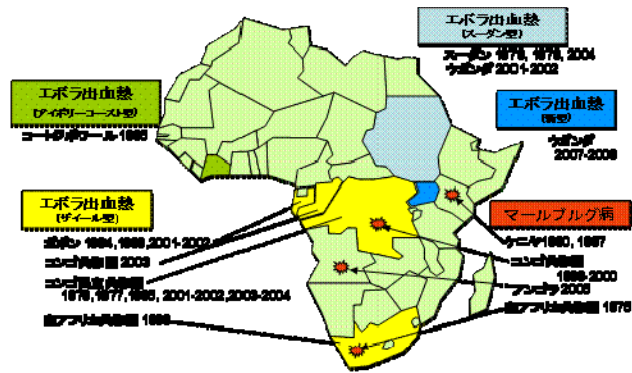 エボラ出血熱
(スーダン型)
スーダン 1976, 1979, 2004
ウガンダ 2001-2002
エボラ出血熱
(アイボリーコースト型)
コートジボワール 1995
エボラ出血熱
(新型)
ウガンダ
2007-2008
エボラ出血熱
(ザイール型)
ガボン 1994, 1996, 2001-2002
コンゴ共和国 2003
コンゴ民主共和国
1976, 1977, 1995, 2001-2002, 2003-2004
南アフリカ共和国 1996
マールブルグ病
ケニヤ1980, 1987
コンゴ共和国
1998-2000
アンゴラ 2005
南アフリカ共和国 1975